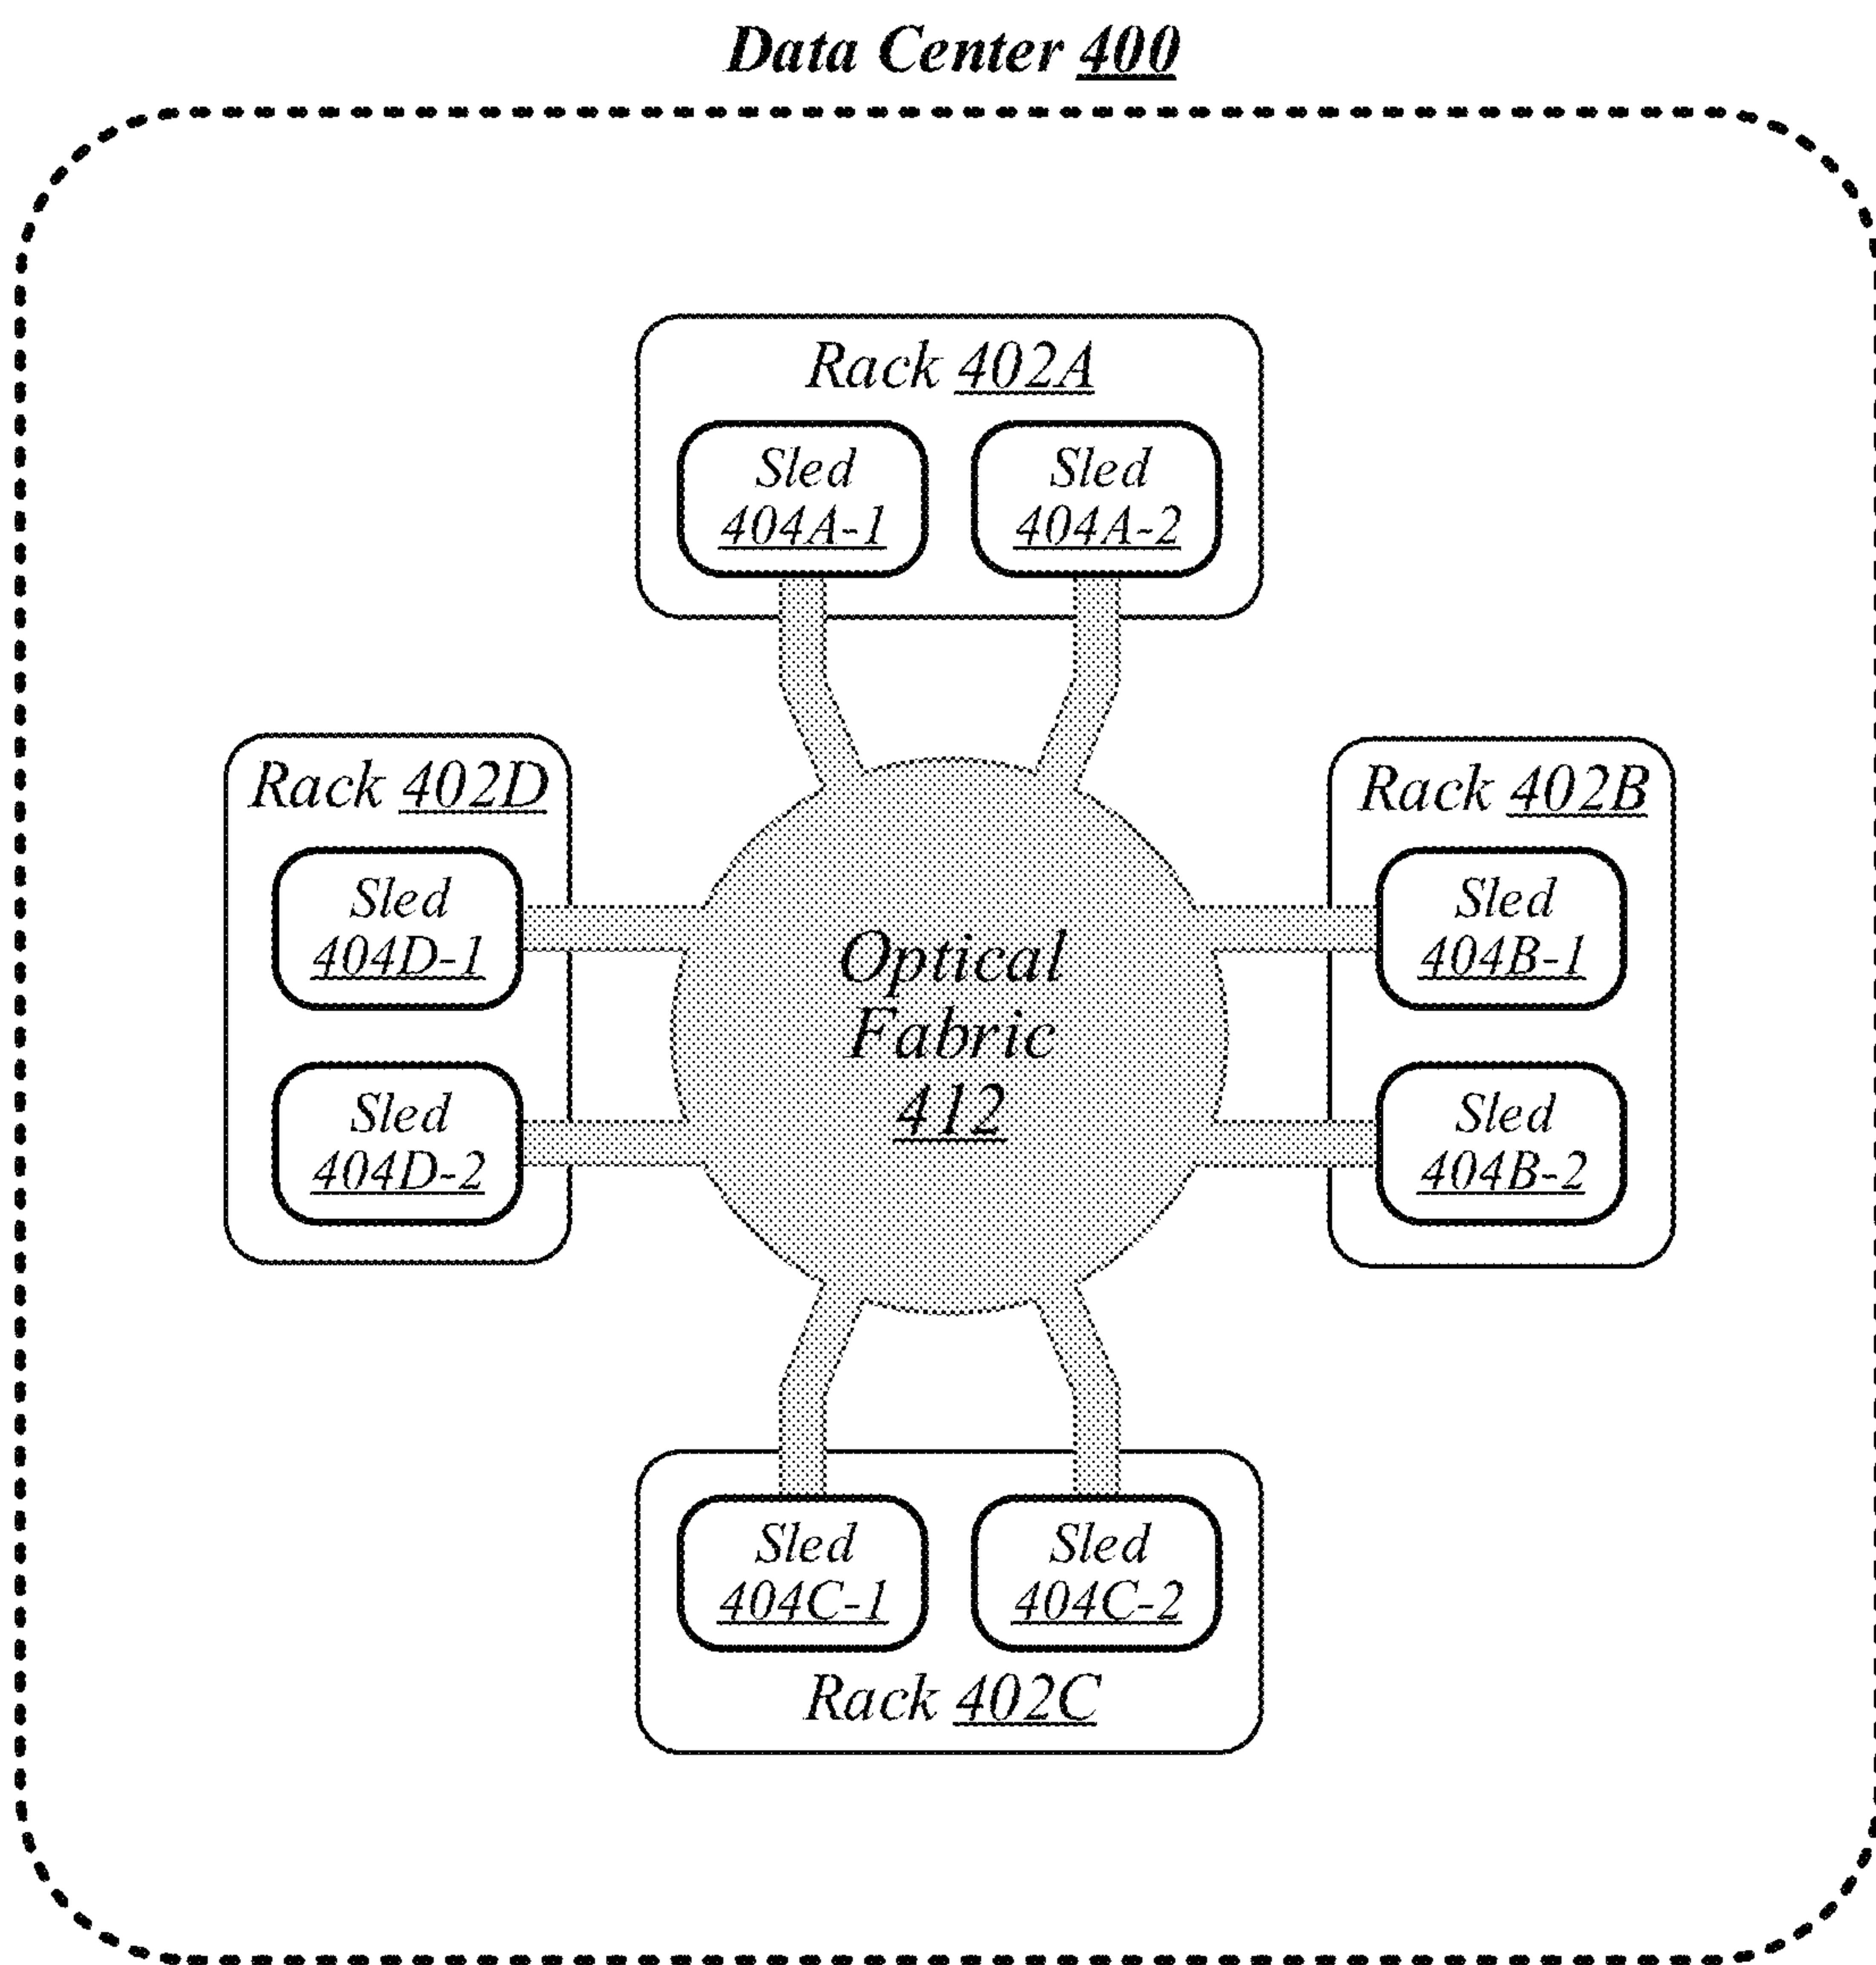 Data Center 400
Rack 402A
Sled
404A-1
Sled
404A-2
Rack 402D
Sled
404D-1
Sled
404D-2
Optical
Fabric
412
Rack 402B
Sled
404B-1
Sled
404B-2
Sled
404C-1
Sled
404C-2
Rack 402C